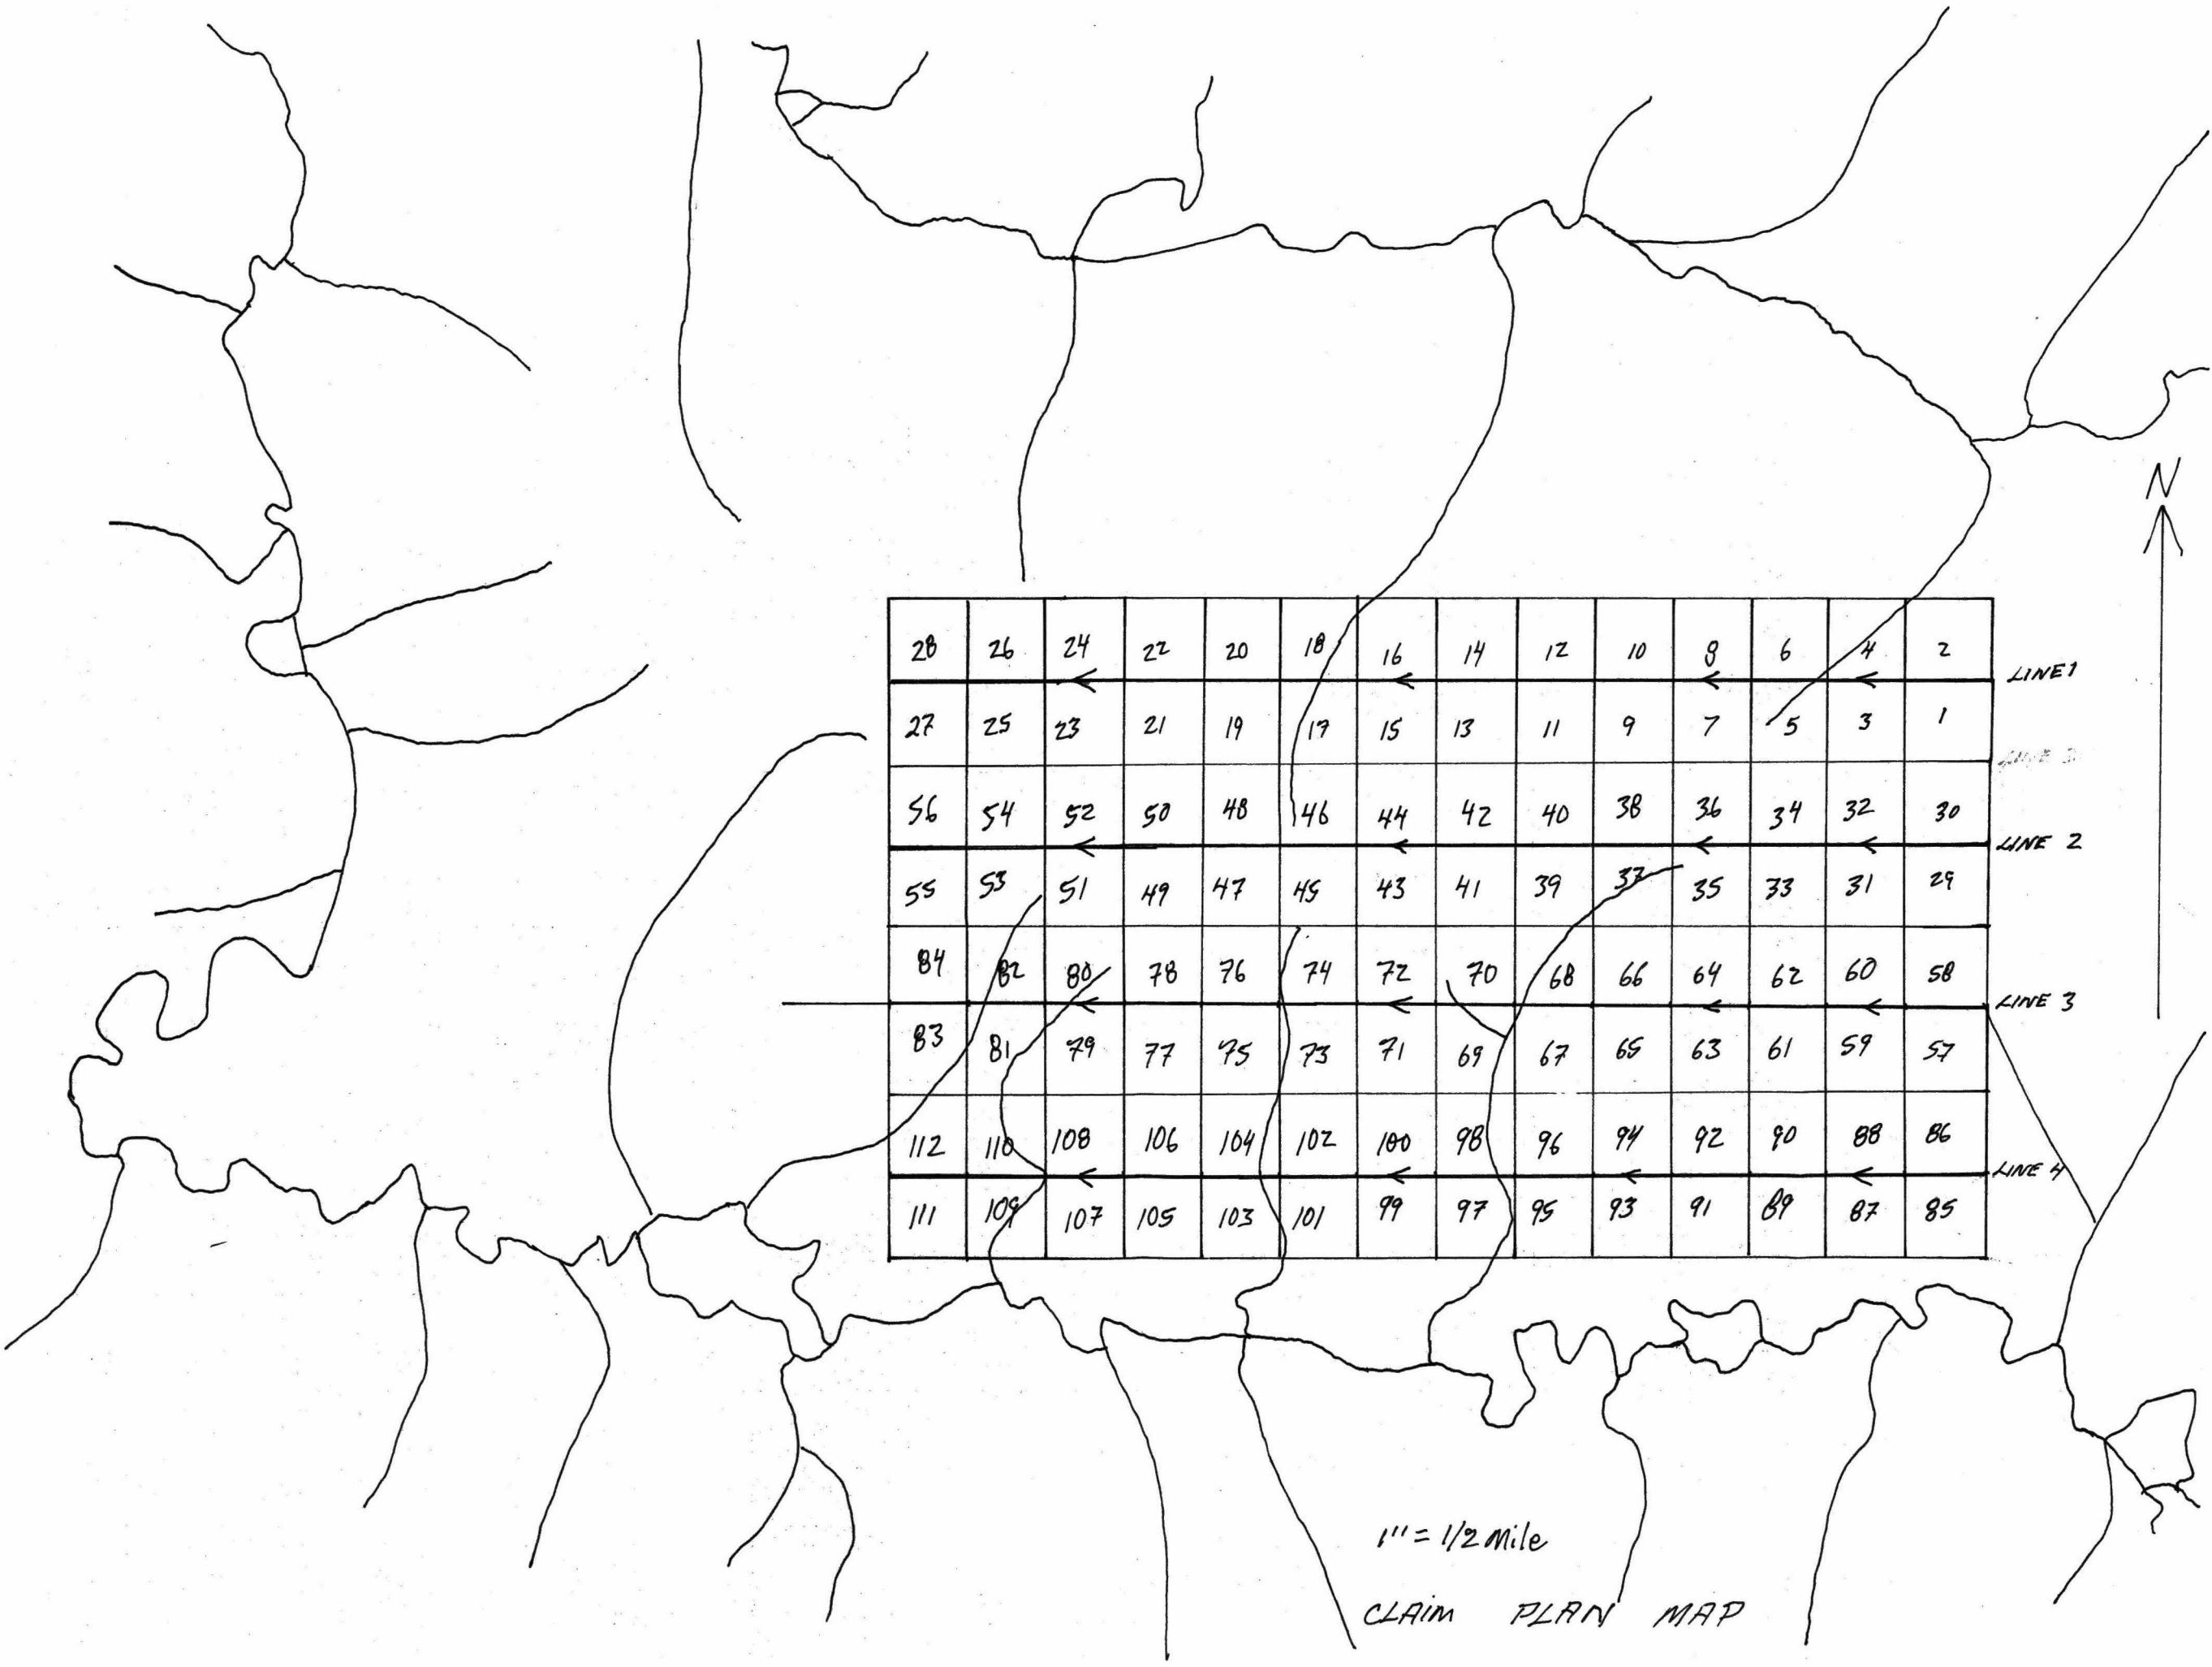 N
28 26 24 22 20 18 16 14 12 10 8 6 4 2
LINE 1
27 25 23 21 19 17 15 13 11 9 7 5 3 1
56 54 52 50 48 46 44 42 40 38 36 34 32 30
LINE 2
55 53 51 49 47 45 43 41 39 37 35 33 31 29
84 82 80 78 76 74 72 70 68 66 64 62 60 58
LINE 3
83 81 79 77 75 73 71 69 67 65 63 61 59 57
112 110 108 106 104 102 100 98 96 94 92 90 88 86
LINE 4
111 109 107 105 103 101 99 97 95 93 91 89 87 85
1"=1/2 Mile
CLAIM PLAN MAP